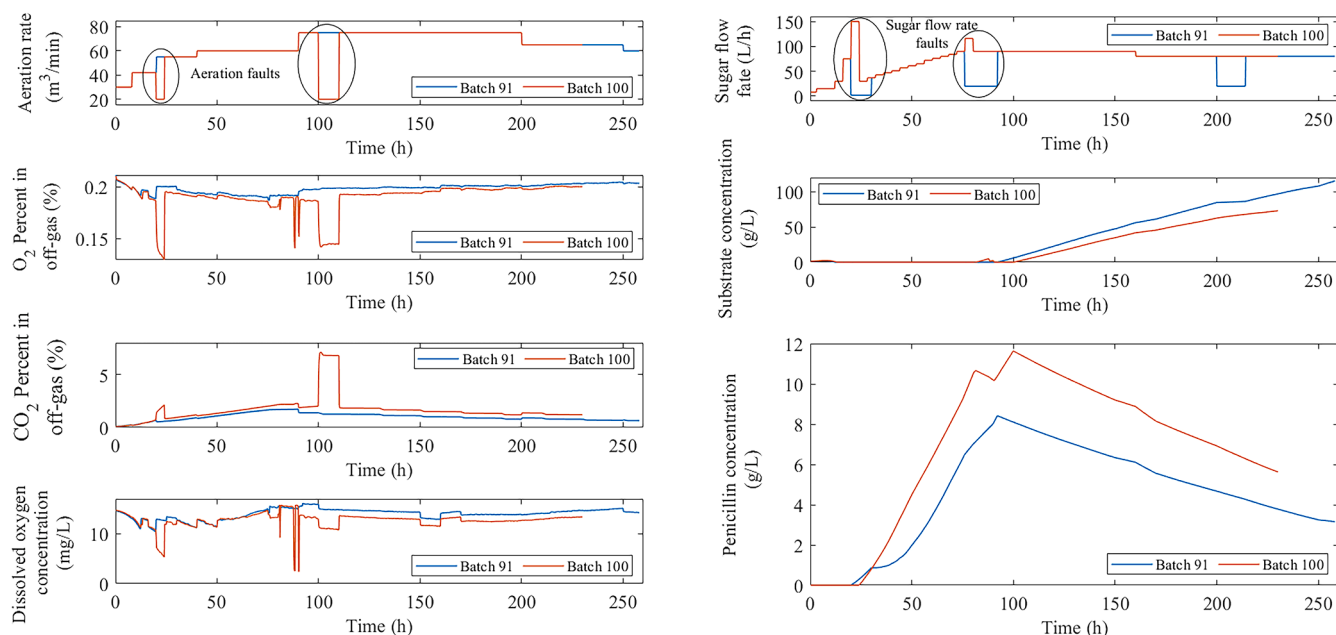 Aeration rate
(m³/min)
80
60
40
20
Aeration faults
Batch 91
Batch 100
0
50
100
150
200
250
Time (h)
O₂ Percent in
off-gas (%)
0.2
0.15
Batch 91
Batch 100
0
50
100
150
200
250
Time (h)
CO₂ Percent in
off-gas (%)
5
0
Batch 91
Batch 100
0
50
100
150
200
250
Time (h)
Dissolved oxygen
concentration
(mg/L)
10
0
Batch 91
Batch 100
0
50
100
150
200
250
Time (h)
Sugar flow
fate (L/h)
150
100
50
0
Sugar flow rate
faults
Batch 91
Batch 100
0
50
100
150
200
250
Time (h)
Substrate concentration
(g/L)
100
50
0
Batch 91
Batch 100
0
50
100
150
200
250
Time (h)
Penicillin concentration
(g/L)
12
10
8
6
4
2
0
Batch 91
Batch 100
0
50
100
150
200
250
Time (h)